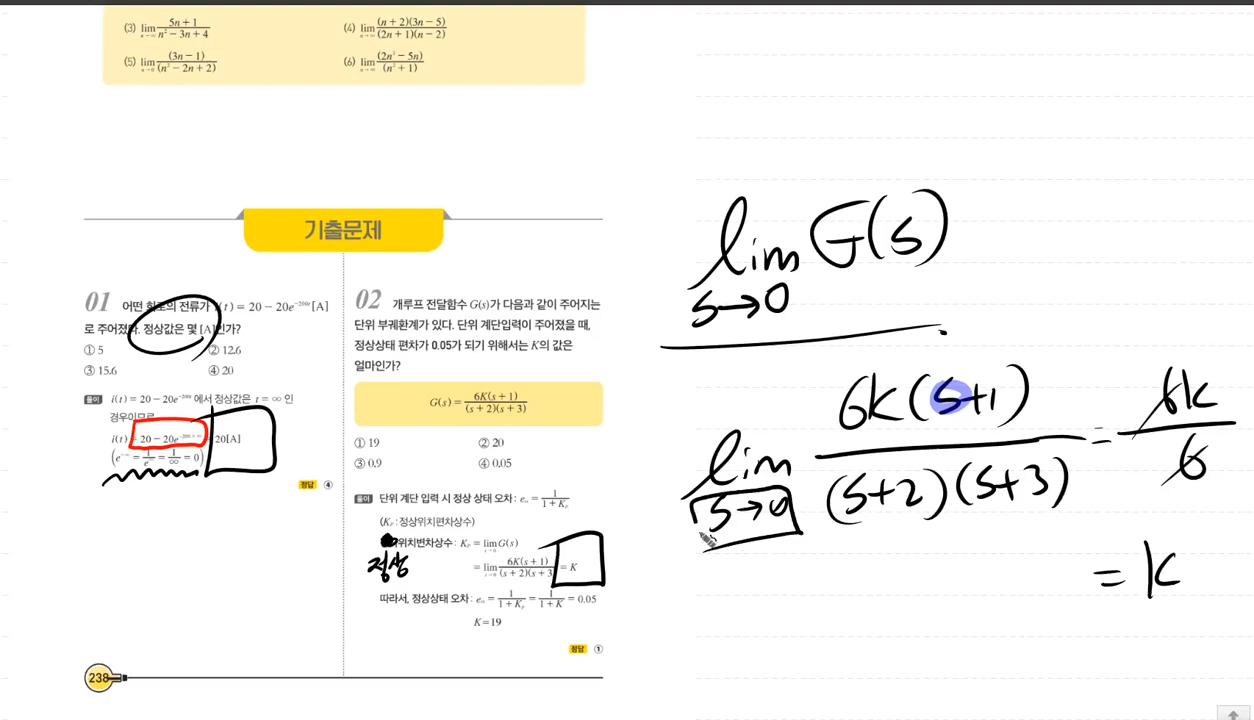 (3) lim n→∞ 5n+1 / n² − 3n + 4
(4) lim n→∞ (n+2)(3n−5) / (2n+1)(n−2)
(5) lim (3n−1) / (n² − 2n + 2)
(6) lim n→∞ / (n² + 1)
기출문제
01 어떤 회로의 전류가 i(t) = 20 − 20e^−200t [A]
로 주어졌다. 정상값은 몇 [A]인가?
① 5 ② 12.6
③ 15.6 ④ 20
풀이 i(t) = 20 − 20e^−200t 에서 정상값은 t = ∞ 인
경우이므로
i(t) = 20 − 20e^−200×∞ = 20[A]
(e^−∞ = 1/e^∞ = 1/∞ = 0)
정답 ④
02 개루프 전달함수 G(s)가 다음과 같이 주어지는
단위 부궤환계가 있다. 단위 계단입력이 주어졌을 때,
정상상태 편차가 0.05가 되기 위해서는 K의 값은
얼마인가?
G(s) = 6K(s+1) / (s+2)(s+3)
① 19 ② 20
③ 0.9 ④ 0.05
풀이 단위 계단 입력 시 정상 상태 오차: e_ss = 1 / 1+K_p
(K_p : 정상위치편차상수)
위치변차상수: K_p = lim s→0 G(s)
정상
= lim s→0 6K(s+1) / (s+2)(s+3 = K
따라서, 정상상태 오차: e_ss = 1 / 1+K_p = 1 / 1+K = 0.05
K=19
정답 ①
238
lim s→0 G(s)
lim s→0 6K(s+1) / (s+2)(s+3) = 6K / 6
= K